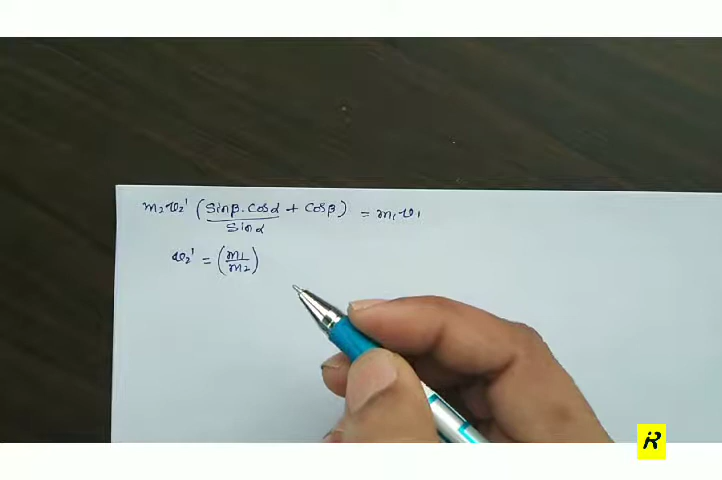 m₂v₂' ( Sinβ.Cosα / Sinα + Cosβ ) = m₁v₁
v₂' = ( m₁ / m₂ )
R